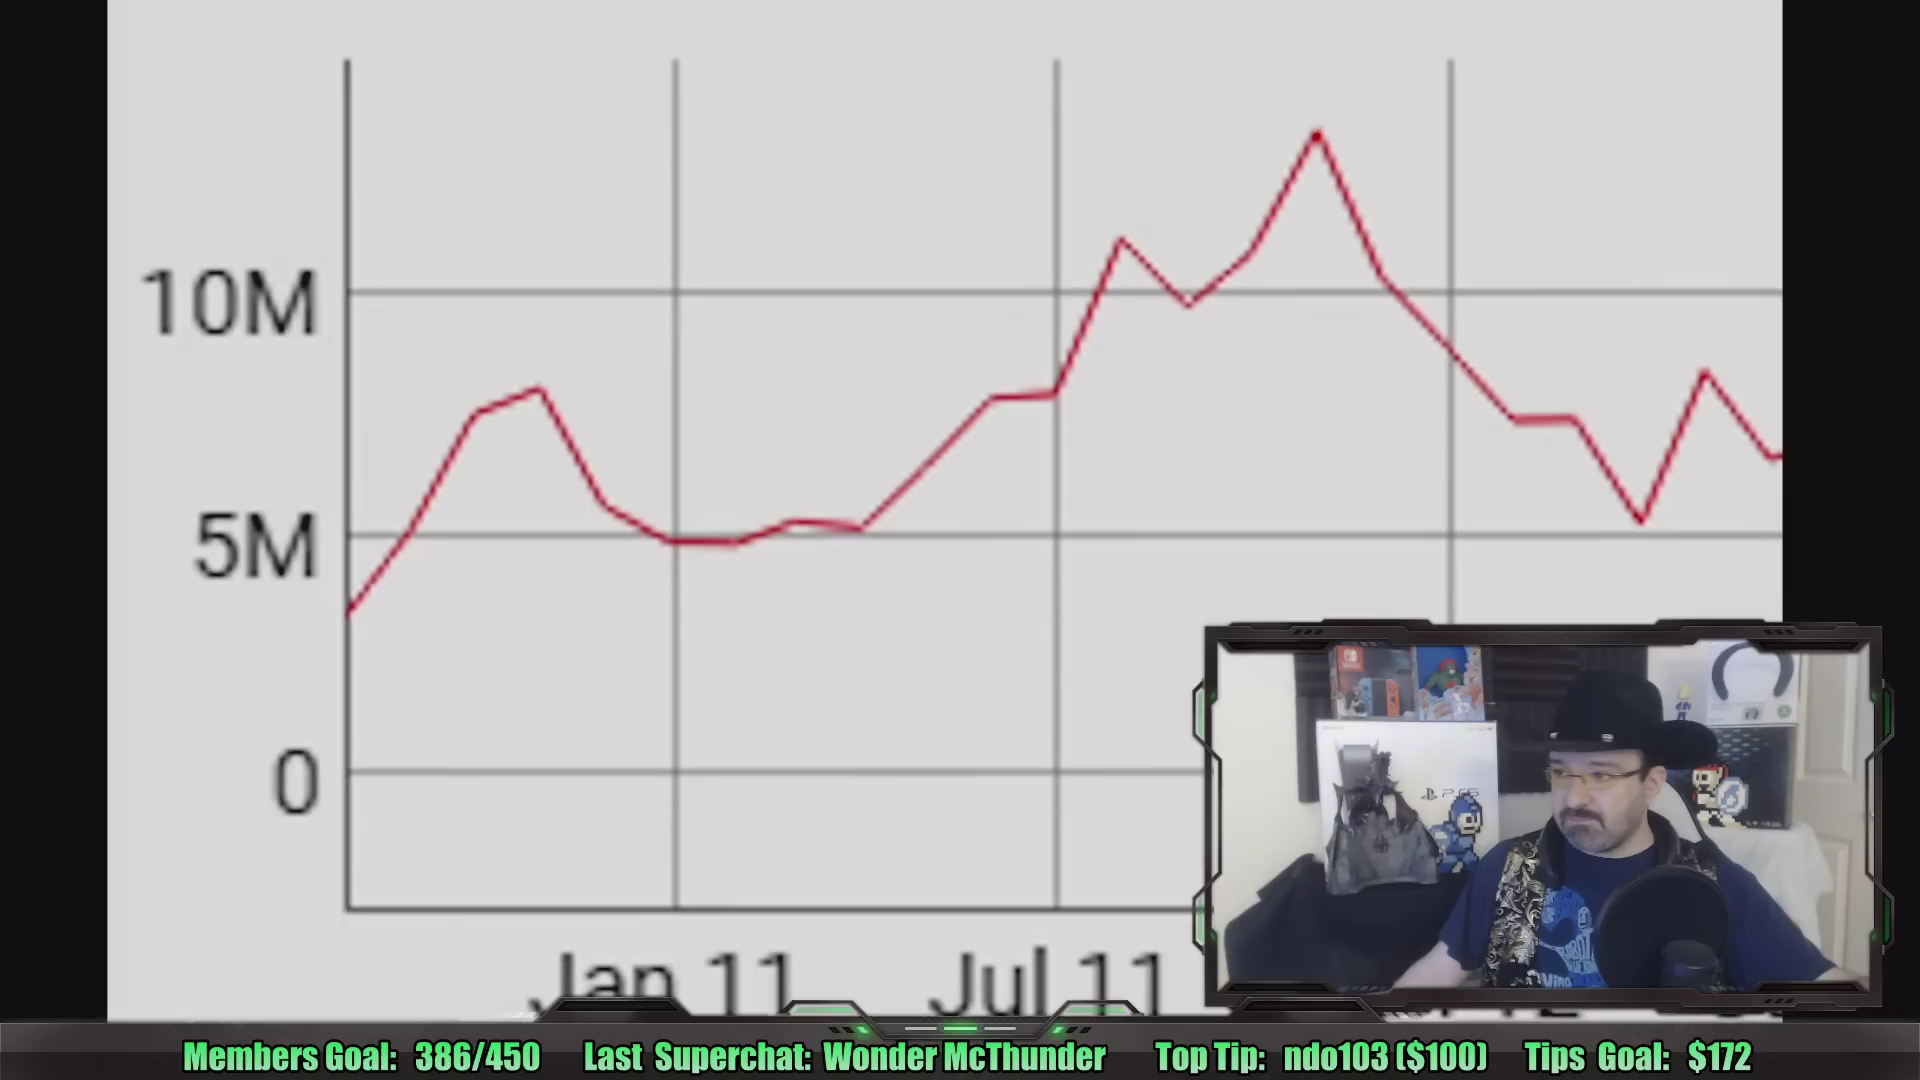 10M
5M
0
Jan 11
Jul 11
PS5
Members Goal: 386/450 Last Superchat: Wonder McThunder Top Tip: ndo103 ($100) Tips Goal: $172